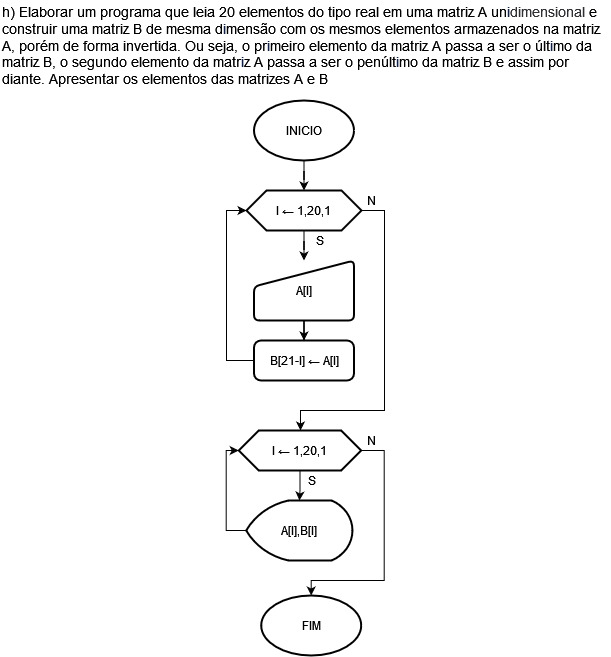 h) Elaborar um programa que leia 20 elementos do tipo real em uma matriz A unidimensional e
construir uma matriz B de mesma dimensão com os mesmos elementos armazenados na matriz
A, porém de forma invertida. Ou seja, o primeiro elemento da matriz A passa a ser o último da
matriz B, o segundo elemento da matriz A passa a ser o penúltimo da matriz B e assim por
diante. Apresentar os elementos das matrizes A e B
INICIO
I ← 1,20,1
N
S
A[I]
B[21-I] ← A[I]
I ← 1,20,1
N
S
A[I],B[I]
FIM